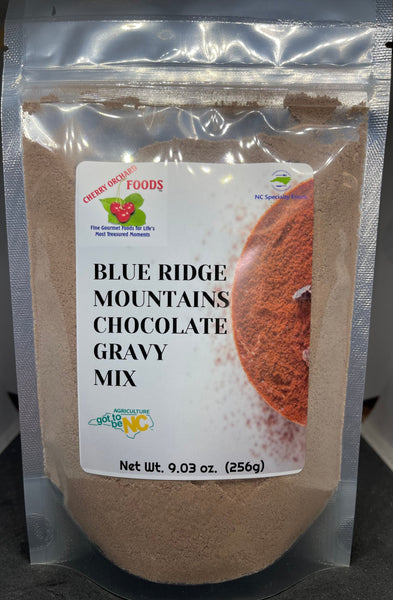 CHERRY ORCHARD
FOODS
Fine Gourmet Foods for Life's
Most Treasured Moments
NC Specialty Foods
BLUE RIDGE
MOUNTAINS
CHOCOLATE
GRAVY
MIX
AGRICULTURE
got to
be NC
Net Wt. 9.03 oz. (256g)